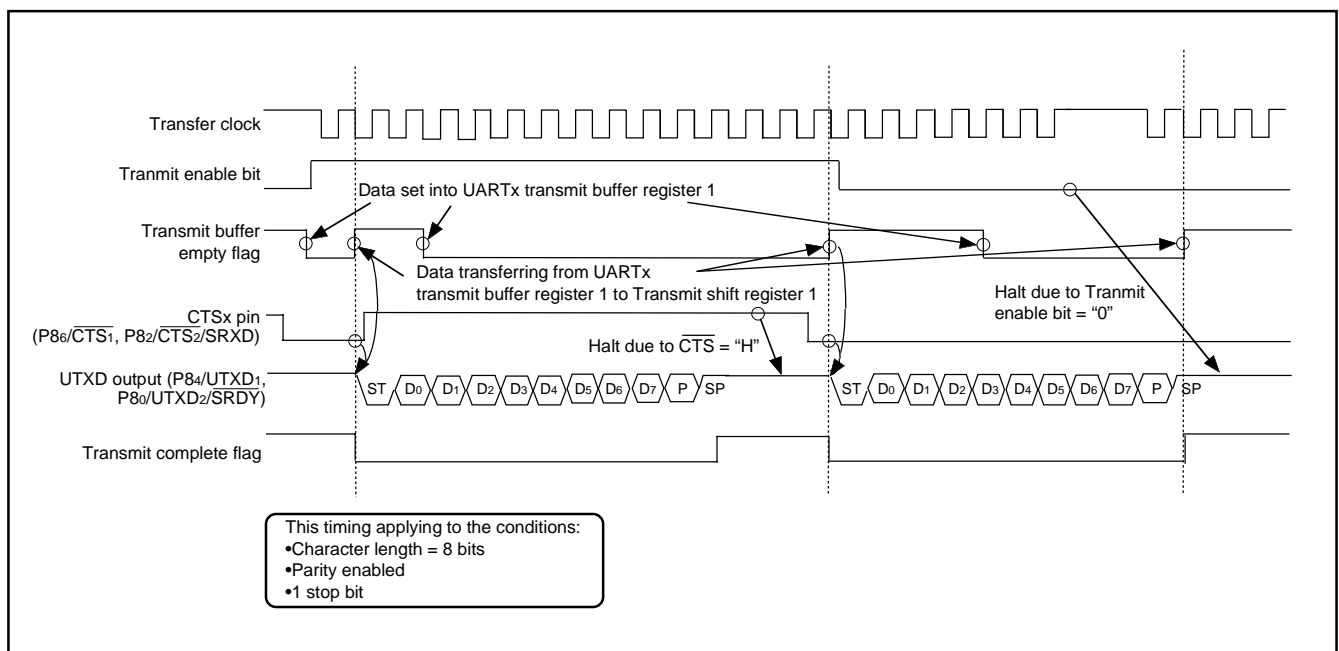 Transfer clock
Tranmit enable bit
Data set into UARTx transmit buffer register 1
Transmit buffer
empty flag
Data transferring from UARTx
transmit buffer register 1 to Transmit shift register 1
Halt due to Tranmit
enable bit = “0”
CTSx pin
(P86/CTS1, P82/CTS2/SRXD)
Halt due to CTS = “H”
UTXD output (P84/UTXD1,
P80/UTXD2/SRDY)
ST D0 D1 D2 D3 D4 D5 D6 D7 P SP
ST D0 D1 D2 D3 D4 D5 D6 D7 P SP
Transmit complete flag
This timing applying to the conditions:
•Character length = 8 bits
•Parity enabled
•1 stop bit